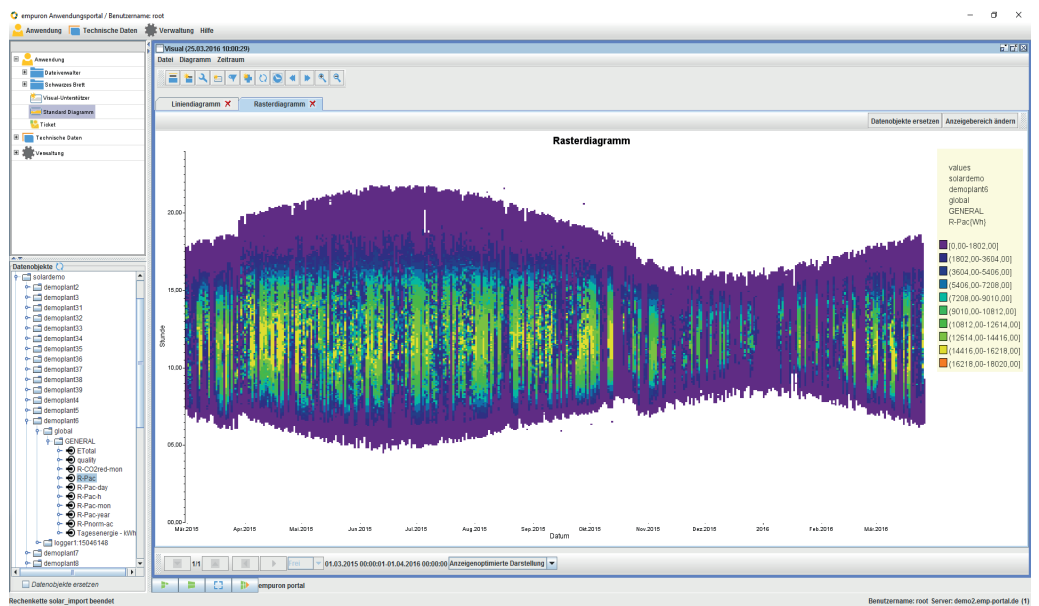 empuron Anwendungsportal / Benutzername: root
Anwendung Technische Daten Verwaltung Hilfe
Anwendung
Dateiverwalter
Schwarzes Brett
Visual-Unterstützer
Standard Diagramm
Ticket
Technische Daten
Verwaltung
Datenobjekte
solardemo
demoplant2
demoplant3
demoplant31
demoplant32
demoplant33
demoplant34
demoplant35
demoplant36
demoplant37
demoplant38
demoplant39
demoplant4
demoplant5
demoplant6
global
GENERAL
ETotal
quality
R-CO2red-mon
R-Pac
R-Pac-day
R-Pac-h
R-Pac-mon
R-Pac-year
R-Pnorm-ac
Tagesenergie - kWh
logger1:15046148
demoplant7
demoplant8
Datenobjekte ersetzen
Visual (25.03.2016 10:00:29)
Datei Diagramm Zeitraum
Liniendiagramm Rasterdiagramm
Datenobjekte ersetzen Anzeigebereich ändern
Rasterdiagramm
values
solardemo
demoplant6
global
GENERAL
R-Pac(Wh)
[0,00-1802,00]
(1802,00-3604,00]
(3604,00-5406,00]
(5406,00-7208,00]
(7208,00-9010,00]
(9010,00-10812,00]
(10812,00-12614,00]
(12614,00-14416,00]
(14416,00-16218,00]
(16218,00-18020,00]
20.00
15.00
10.00
05.00
00.00
Stunde
Mär.2015 Apr.2015 Mai.2015 Jun.2015 Jul.2015 Aug.2015 Sep.2015 Okt.2015 Nov.2015 Dez.2015 2016 Feb.2016 Mär.2016
Datum
1/1 Frei 01.03.2015 00:00:01-01.04.2016 00:00:00 Anzeigenoptimierte Darstellung
empuron portal
Rechenkette solar_import beendet
Benutzername: root Server: demo2.emp-portal.de (1)